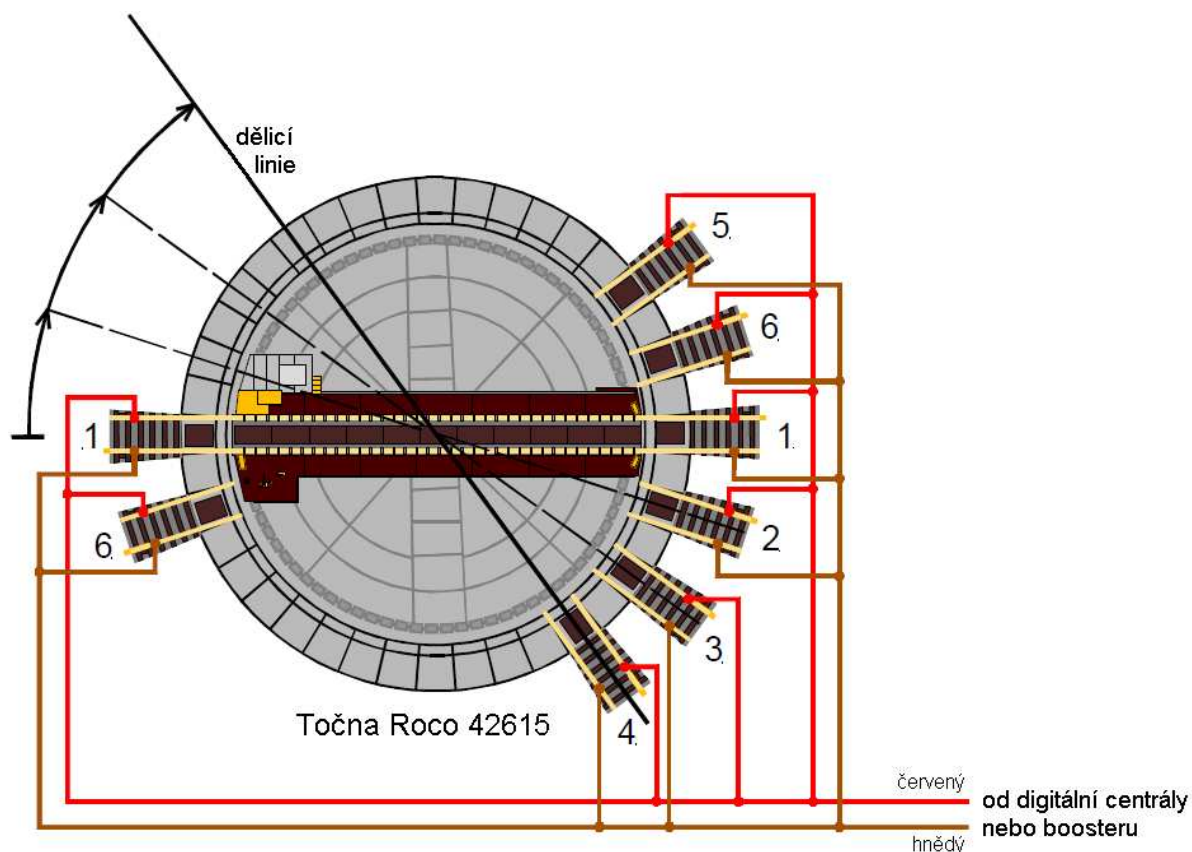 dělicí
linie
5.
6.
.1
1.
2.
6.
3.
4.
Točna Roco 42615
červený
od digitální centrály
nebo boosteru
hnědý